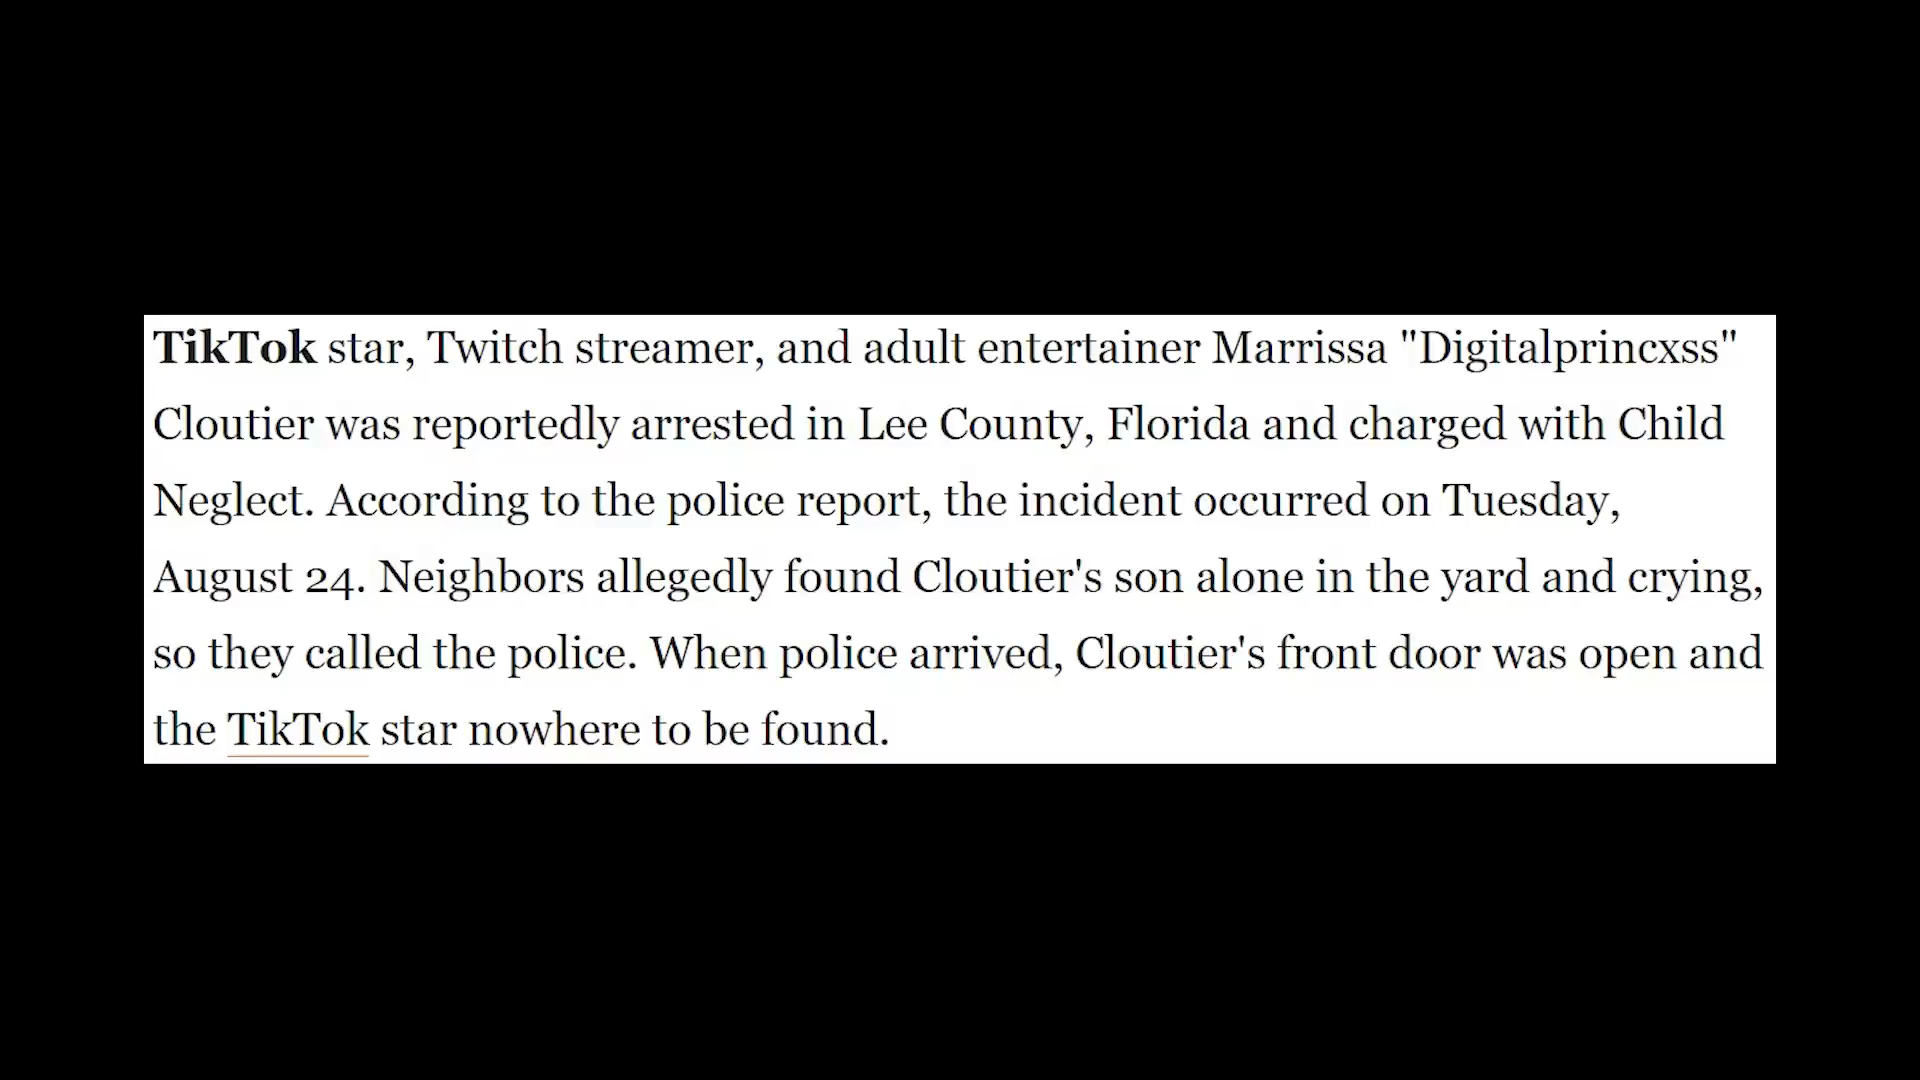 TikTok star, Twitch streamer, and adult entertainer Marrissa "Digitalprincxss"
Cloutier was reportedly arrested in Lee County, Florida and charged with Child
Neglect. According to the police report, the incident occurred on Tuesday,
August 24. Neighbors allegedly found Cloutier's son alone in the yard and crying,
so they called the police. When police arrived, Cloutier's front door was open and
the TikTok star nowhere to be found.